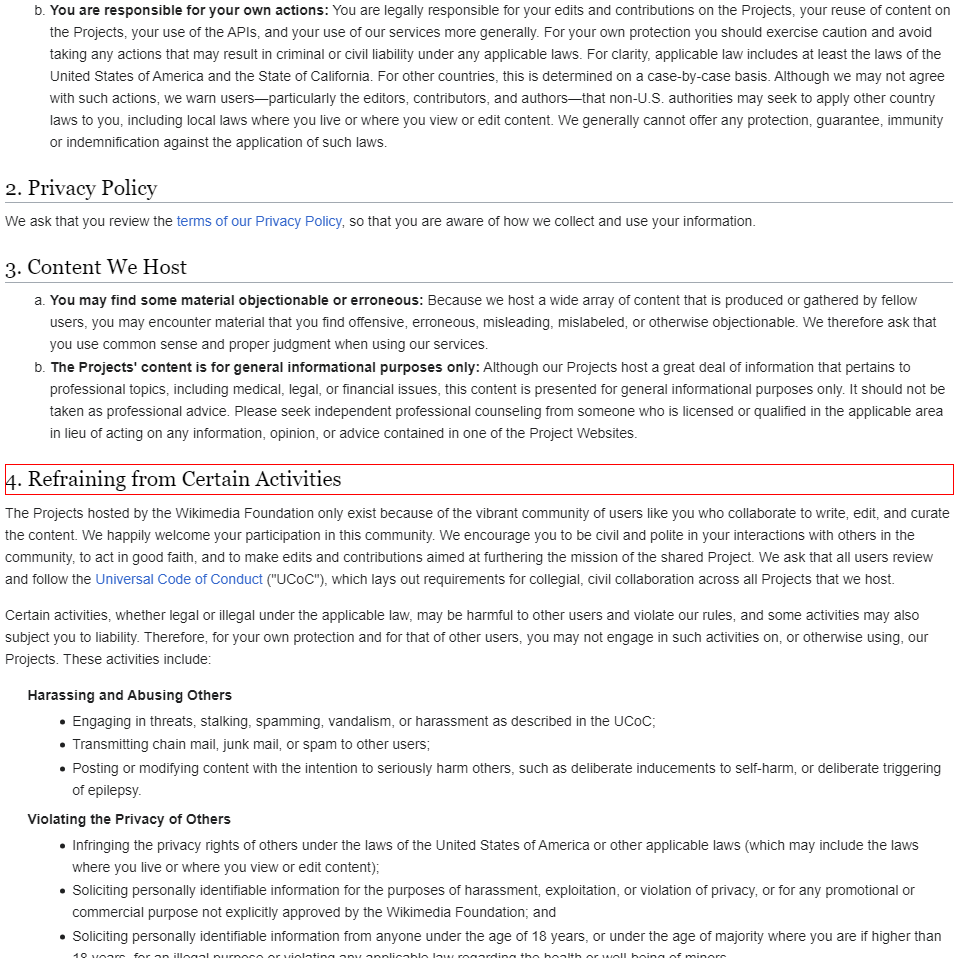 b. You are responsible for your own actions: You are legally responsible for your edits and contributions on the Projects, your reuse of content on
the Projects, your use of the APIs, and your use of our services more generally. For your own protection you should exercise caution and avoid
taking any actions that may result in criminal or civil liability under any applicable laws. For clarity, applicable law includes at least the laws of the
United States of America and the State of California. For other countries, this is determined on a case-by-case basis. Although we may not agree
with such actions, we warn users—particularly the editors, contributors, and authors—that non-U.S. authorities may seek to apply other country
laws to you, including local laws where you live or where you view or edit content. We generally cannot offer any protection, guarantee, immunity
or indemnification against the application of such laws.
2. Privacy Policy
We ask that you review the terms of our Privacy Policy, so that you are aware of how we collect and use your information.
3. Content We Host
a. You may find some material objectionable or erroneous: Because we host a wide array of content that is produced or gathered by fellow
users, you may encounter material that you find offensive, erroneous, misleading, mislabeled, or otherwise objectionable. We therefore ask that
you use common sense and proper judgment when using our services.
b. The Projects' content is for general informational purposes only: Although our Projects host a great deal of information that pertains to
professional topics, including medical, legal, or financial issues, this content is presented for general informational purposes only. It should not be
taken as professional advice. Please seek independent professional counseling from someone who is licensed or qualified in the applicable area
in lieu of acting on any information, opinion, or advice contained in one of the Project Websites.
4. Refraining from Certain Activities
The Projects hosted by the Wikimedia Foundation only exist because of the vibrant community of users like you who collaborate to write, edit, and curate
the content. We happily welcome your participation in this community. We encourage you to be civil and polite in your interactions with others in the
community, to act in good faith, and to make edits and contributions aimed at furthering the mission of the shared Project. We ask that all users review
and follow the Universal Code of Conduct ("UCoC"), which lays out requirements for collegial, civil collaboration across all Projects that we host.
Certain activities, whether legal or illegal under the applicable law, may be harmful to other users and violate our rules, and some activities may also
subject you to liability. Therefore, for your own protection and for that of other users, you may not engage in such activities on, or otherwise using, our
Projects. These activities include:
Harassing and Abusing Others
• Engaging in threats, stalking, spamming, vandalism, or harassment as described in the UCoC;
• Transmitting chain mail, junk mail, or spam to other users;
• Posting or modifying content with the intention to seriously harm others, such as deliberate inducements to self-harm, or deliberate triggering
of epilepsy.
Violating the Privacy of Others
• Infringing the privacy rights of others under the laws of the United States of America or other applicable laws (which may include the laws
where you live or where you view or edit content);
• Soliciting personally identifiable information for the purposes of harassment, exploitation, or violation of privacy, or for any promotional or
commercial purpose not explicitly approved by the Wikimedia Foundation; and
• Soliciting personally identifiable information from anyone under the age of 18 years, or under the age of majority where you are if higher than
18 years, for an illegal purpose or violating any applicable law regarding the health or well-being of minors.